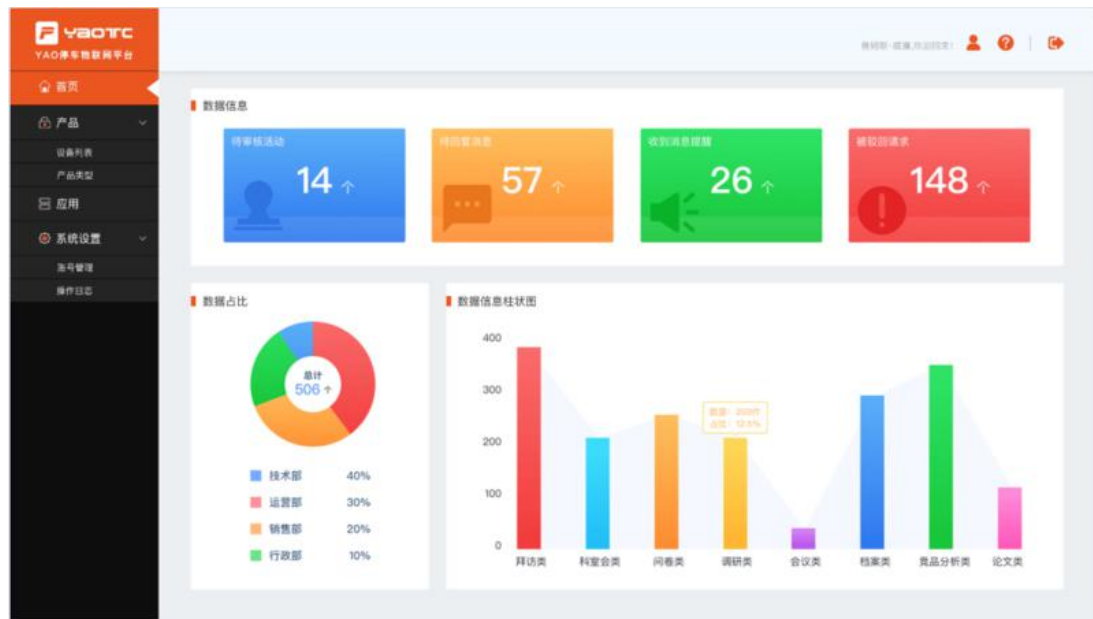 YAOTC
YAO停车物联网平台
首页
产品
设备列表
产品类型
应用
系统设置
账号管理
操作日志
数据信息
待审核活动
14 个
待回复消息
57 个
收到消息提醒
26 个
被驳回请求
148 个
数据占比
总计
506 个
技术部 40%
运营部 30%
销售部 20%
行政部 10%
数据信息柱状图
400
300
200
100
0
占比: 12.5%
拜访类 科室会类 问卷类 调研类 会议类 档案类 竟品分析类 论文类